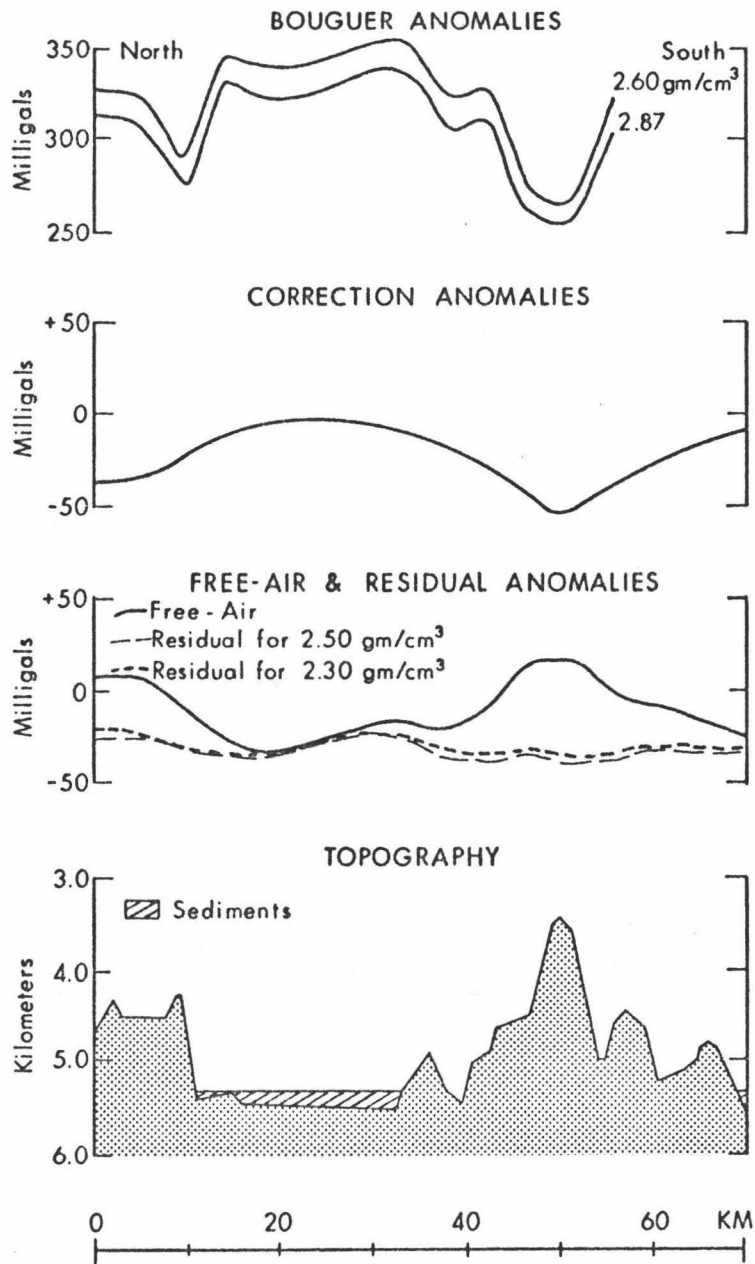 BOUGUER ANOMALIES
North
South
350
300
250
Milligals
2.60 gm/cm³
2.87
CORRECTION ANOMALIES
+50
0
-50
Milligals
FREE-AIR & RESIDUAL ANOMALIES
+50
0
-50
Milligals
Free-Air
Residual for 2.50 gm/cm³
Residual for 2.30 gm/cm³
TOPOGRAPHY
3.0
4.0
5.0
6.0
Kilometers
Sediments
0 20 40 60 KM